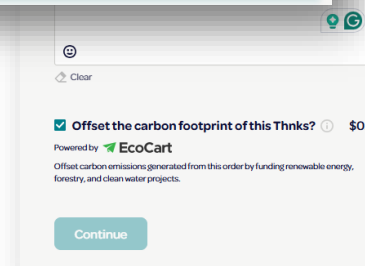 Clear
Offset the carbon footprint of this Thnks? $0
Powered by EcoCart
Offset carbon emissions generated from this order by funding renewable energy,
forestry, and clean water projects.
Continue